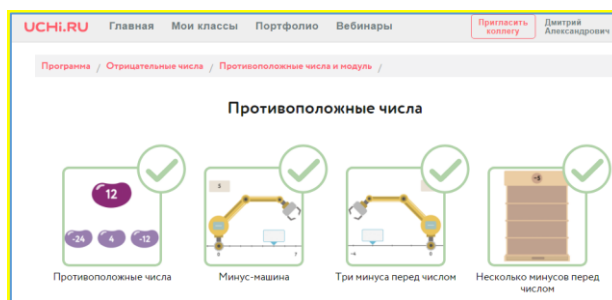 UCHi.RU Главная Мои классы Портфолио Вебинары Пригласить коллегу Дмитрий Александрович
Программа / Отрицательные числа / Противоположные числа и модуль /
Противоположные числа
12
-24 4 -12
5
Противоположные числа
Минус-машина
Три минуса перед числом
Несколько минусов перед числом